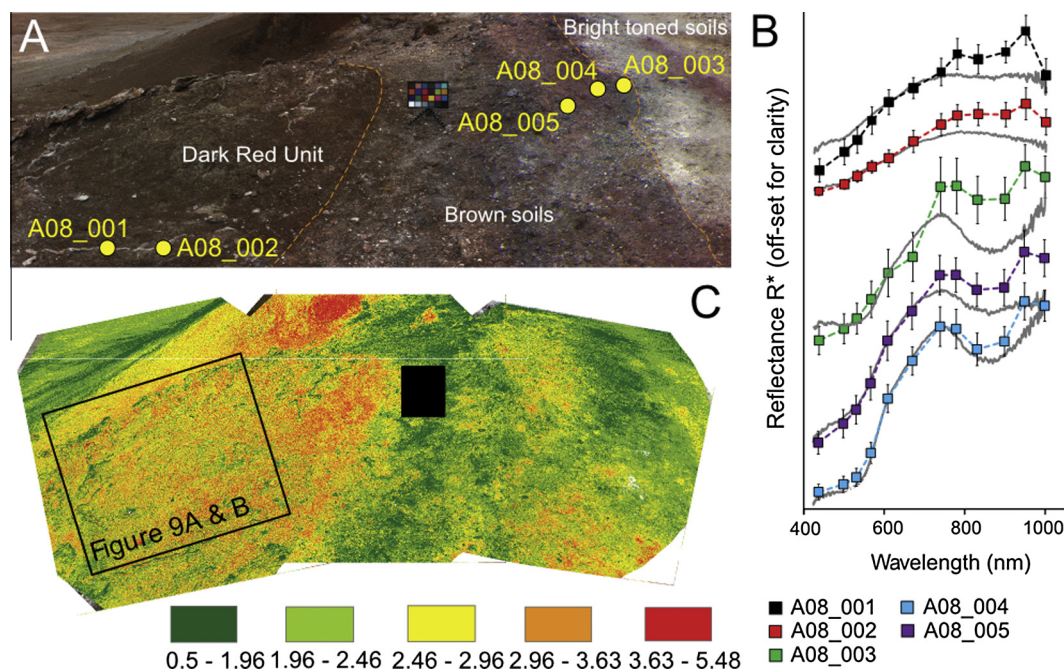 A
Bright toned soils
A08_004
A08_003
A08_005
Dark Red Unit
Brown soils
A08_001
A08_002
B
Reflectance R* (off-set for clarity)
400 600 800 1000
Wavelength (nm)
A08_001
A08_002
A08_003
A08_004
A08_005
C
Figure 9A & B
0.5 - 1.96 1.96 - 2.46 2.46 - 2.96 2.96 - 3.63 3.63 - 5.48